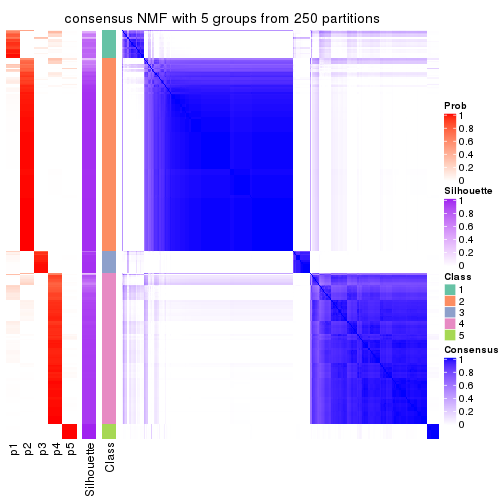 consensus NMF with 5 groups from 250 partitions
Prob
1
0.8
0.6
0.4
0.2
0
Silhouette
1
0.8
0.6
0.4
0.2
0
Class
1
2
3
4
5
Consensus
1
0.8
0.6
0.4
0.2
0
p1
p2
p3
p4
p5
Silhouette
Class